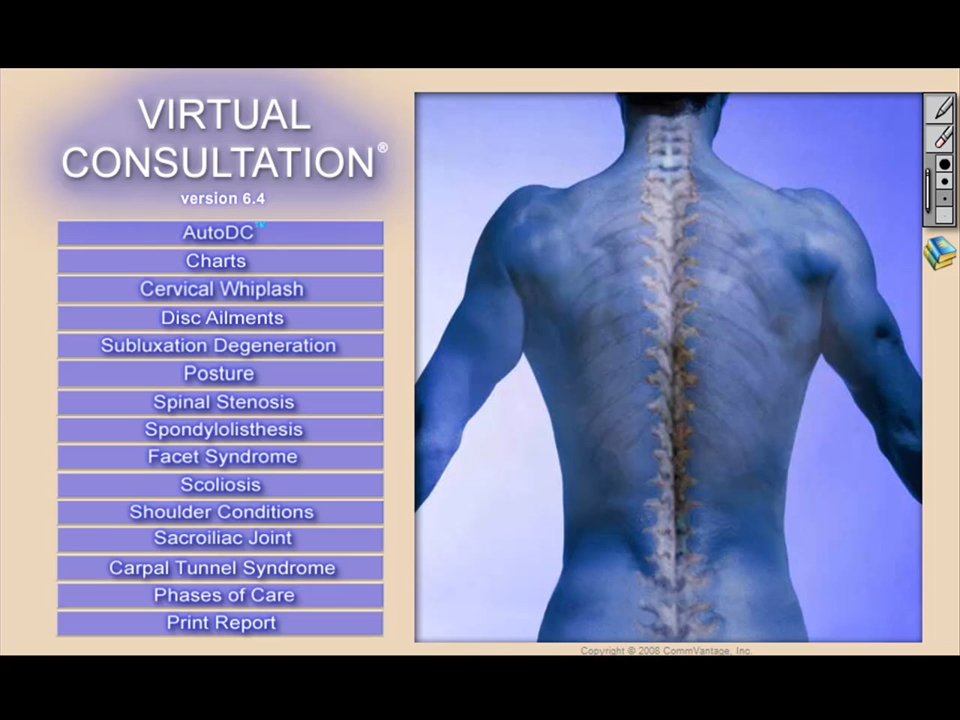 VIRTUAL
CONSULTATION®
version 6.4
AutoDC™
Charts
Cervical Whiplash
Disc Ailments
Subluxation Degeneration
Posture
Spinal Stenosis
Spondylolisthesis
Facet Syndrome
Scoliosis
Shoulder Conditions
Sacroiliac Joint
Carpal Tunnel Syndrome
Phases of Care
Print Report
Copyright © 2008 CommVantage, Inc.